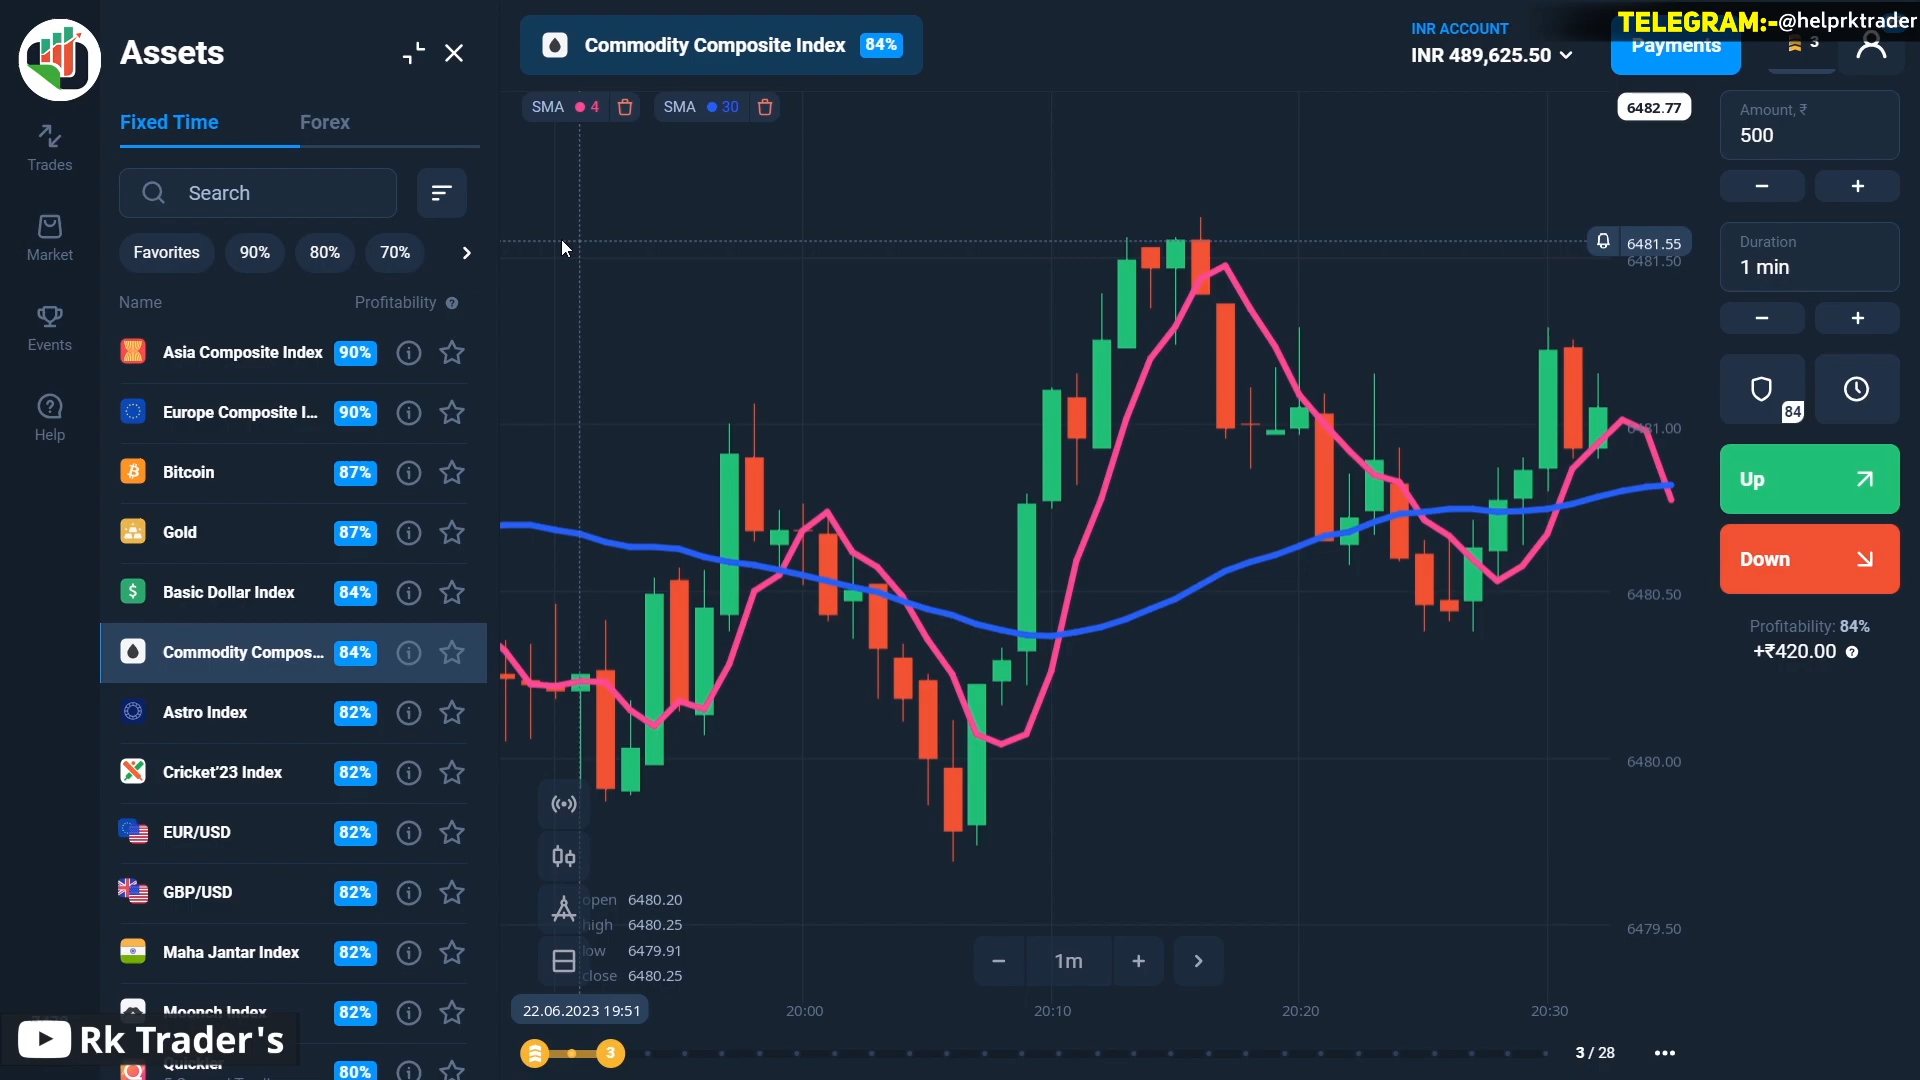 Assets
Commodity Composite Index 84%
INR ACCOUNT
INR 489,625.50
TELEGRAM:-@helprktrader
Payments
3
SMA 4
SMA 30
6482.77
Amount, ₹
500
Trades
Fixed Time
Forex
Search
Market
Favorites
90%
80%
70%
6481.55
6481.50
Duration
1 min
Name
Profitability
Events
Asia Composite Index 90%
Europe Composite I... 90%
84
Help
6481.00
Bitcoin 87%
Up
Gold 87%
Down
Basic Dollar Index 84%
6480.50
Profitability: 84%
+₹420.00
Commodity Compos... 84%
Astro Index 82%
Cricket'23 Index 82%
6480.00
EUR/USD 82%
GBP/USD 82%
open 6480.20
high 6480.25
low 6479.91
close 6480.25
6479.50
Maha Jantar Index 82%
1m
22.06.2023 19:51
20:00
20:10
20:20
20:30
82%
Rk Trader's
3
3 / 28
80%